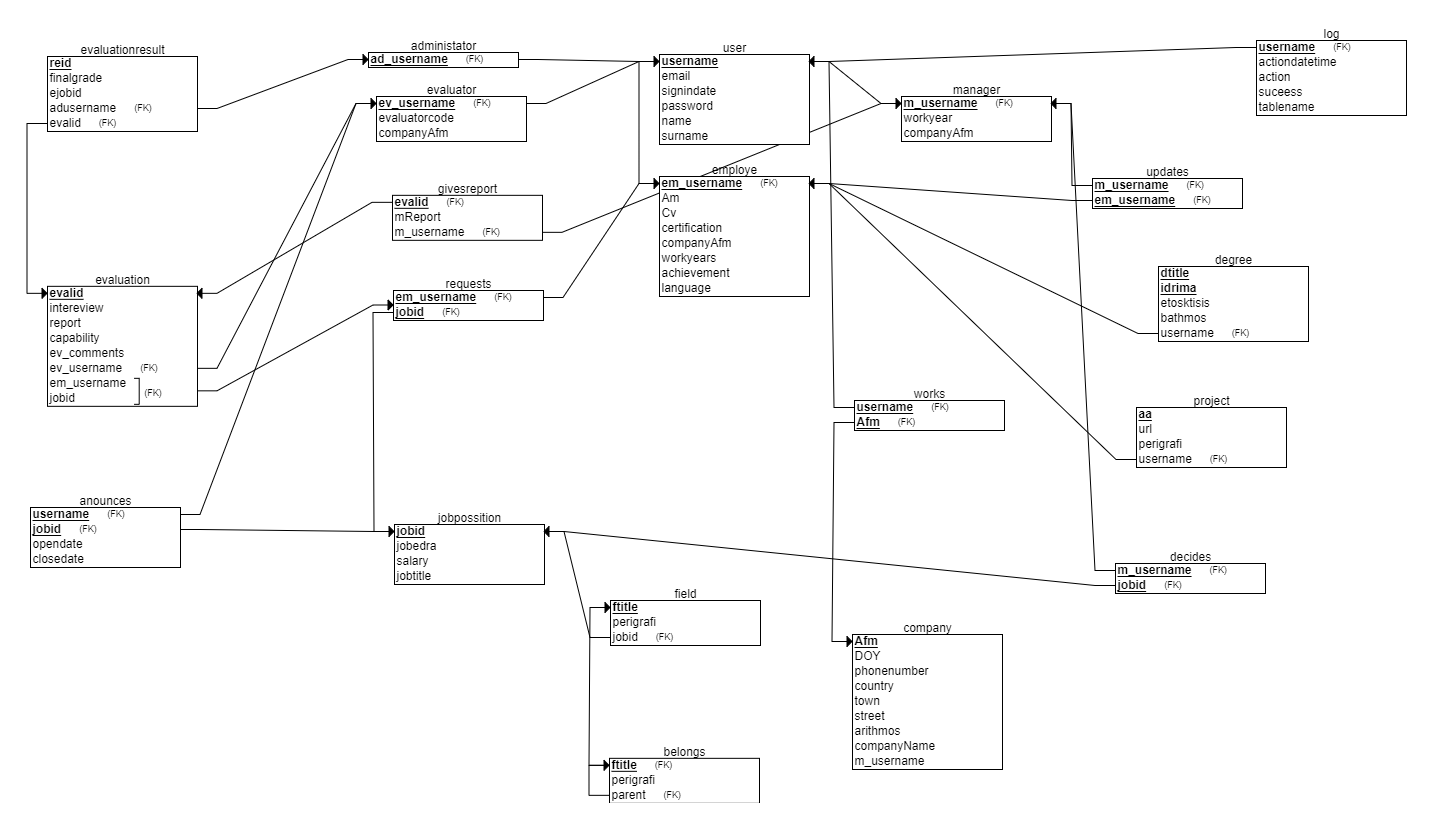 evaluationresult
reid
finalgrade
ejobid
adusername (FK)
evalid (FK)
administator
ad_username (FK)
evaluator
ev_username (FK)
evaluatorcode
companyAfm
user
username
email
signindate
password
name
surname
manager
m_username (FK)
workyear
companyAfm
log
username (FK)
actiondatetime
action
suceess
tablename
givesreport
evalid (FK)
mReport
m_username (FK)
employe
em_username (FK)
Am
Cv
certification
companyAfm
workyears
achievement
language
updates
m_username (FK)
em_username (FK)
evaluation
evalid
intereview
report
capability
ev_comments
ev_username (FK)
em_username
jobid
(FK)
requests
em_username (FK)
jobid (FK)
degree
dtitle
idrima
etosktisis
bathmos
username (FK)
works
username (FK)
Afm (FK)
project
aa
url
perigrafi
username (FK)
anounces
username (FK)
jobid (FK)
opendate
closedate
jobpossition
jobid
jobedra
salary
jobtitle
decides
m_username (FK)
jobid (FK)
field
ftitle
perigrafi
jobid (FK)
company
Afm
DOY
phonenumber
country
town
street
arithmos
companyName
m_username
belongs
ftitle (FK)
perigrafi
parent (FK)